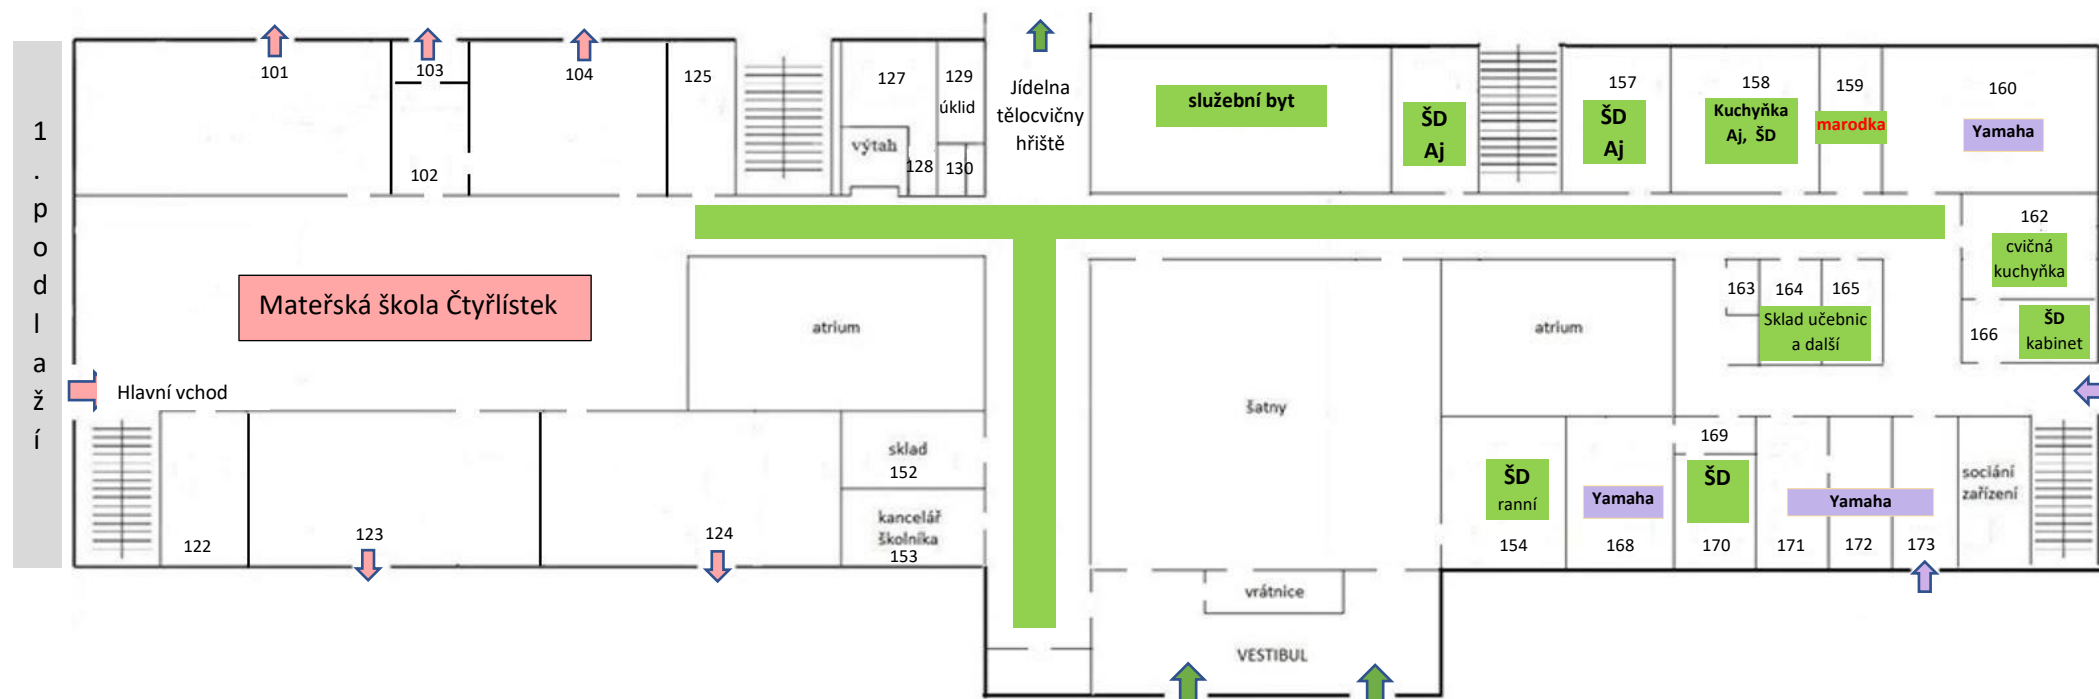 1.podlaží
101
103
104
125
127
129
úklid
Jídelna
tělocvičny
hřiště
výtah
128
130
102
služební byt
ŠD
Aj
157
ŠD
Aj
158
Kuchyňka
Aj, ŠD
159
marodka
160
Yamaha
162
cvičná
kuchyňka
163
164
165
Sklad učebnic
a další
166
ŠD
kabinet
Mateřská škola Čtyřlístek
atrium
atrium
Hlavní vchod
šatny
sklad
152
kancelář
školníka
153
122
123
124
ŠD
ranní
154
Yamaha
168
169
ŠD
170
Yamaha
171
172
173
sociání
zařízení
vrátnice
VESTIBUL